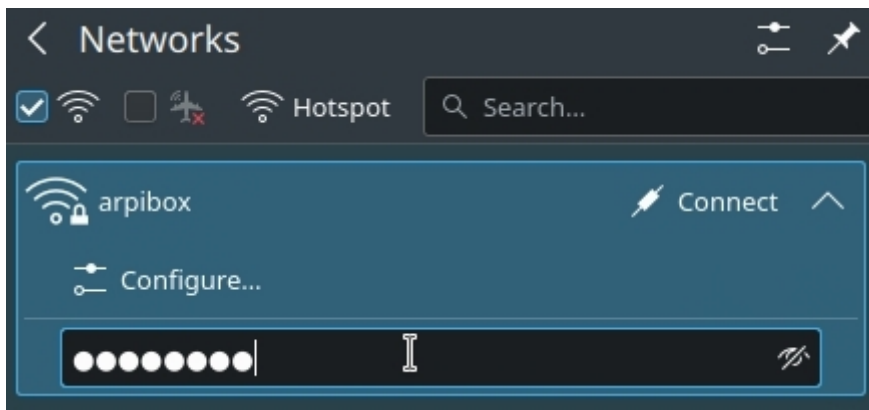 Networks
Hotspot Search...
arpibox Connect
Configure...
●●●●●●●●